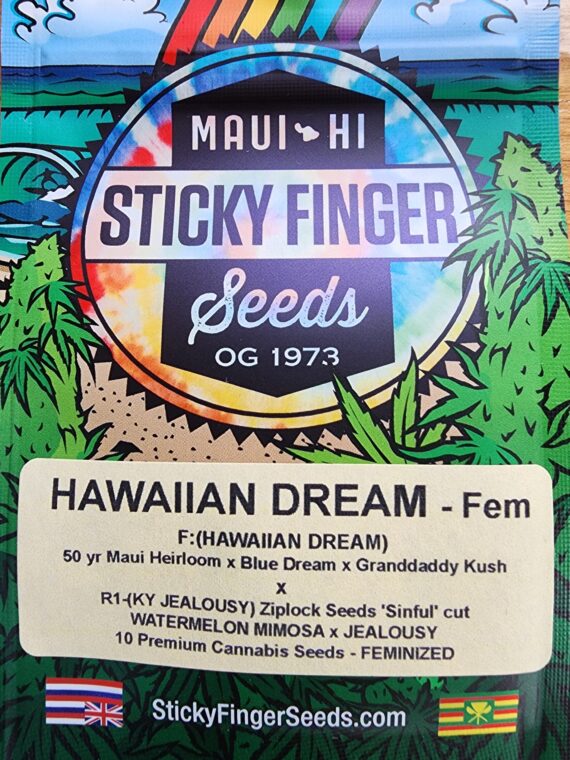 MAUI HI
STICKY FINGER
Seeds
OG 1973
HAWAIIAN DREAM - Fem
F:(HAWAIIAN DREAM)
50 yr Maui Heirloom x Blue Dream x Granddaddy Kush
x
R1-(KY JEALOUSY) Ziplock Seeds 'Sinful' cut
WATERMELON MIMOSA x JEALOUSY
10 Premium Cannabis Seeds - FEMINIZED
StickyFingerSeeds.com